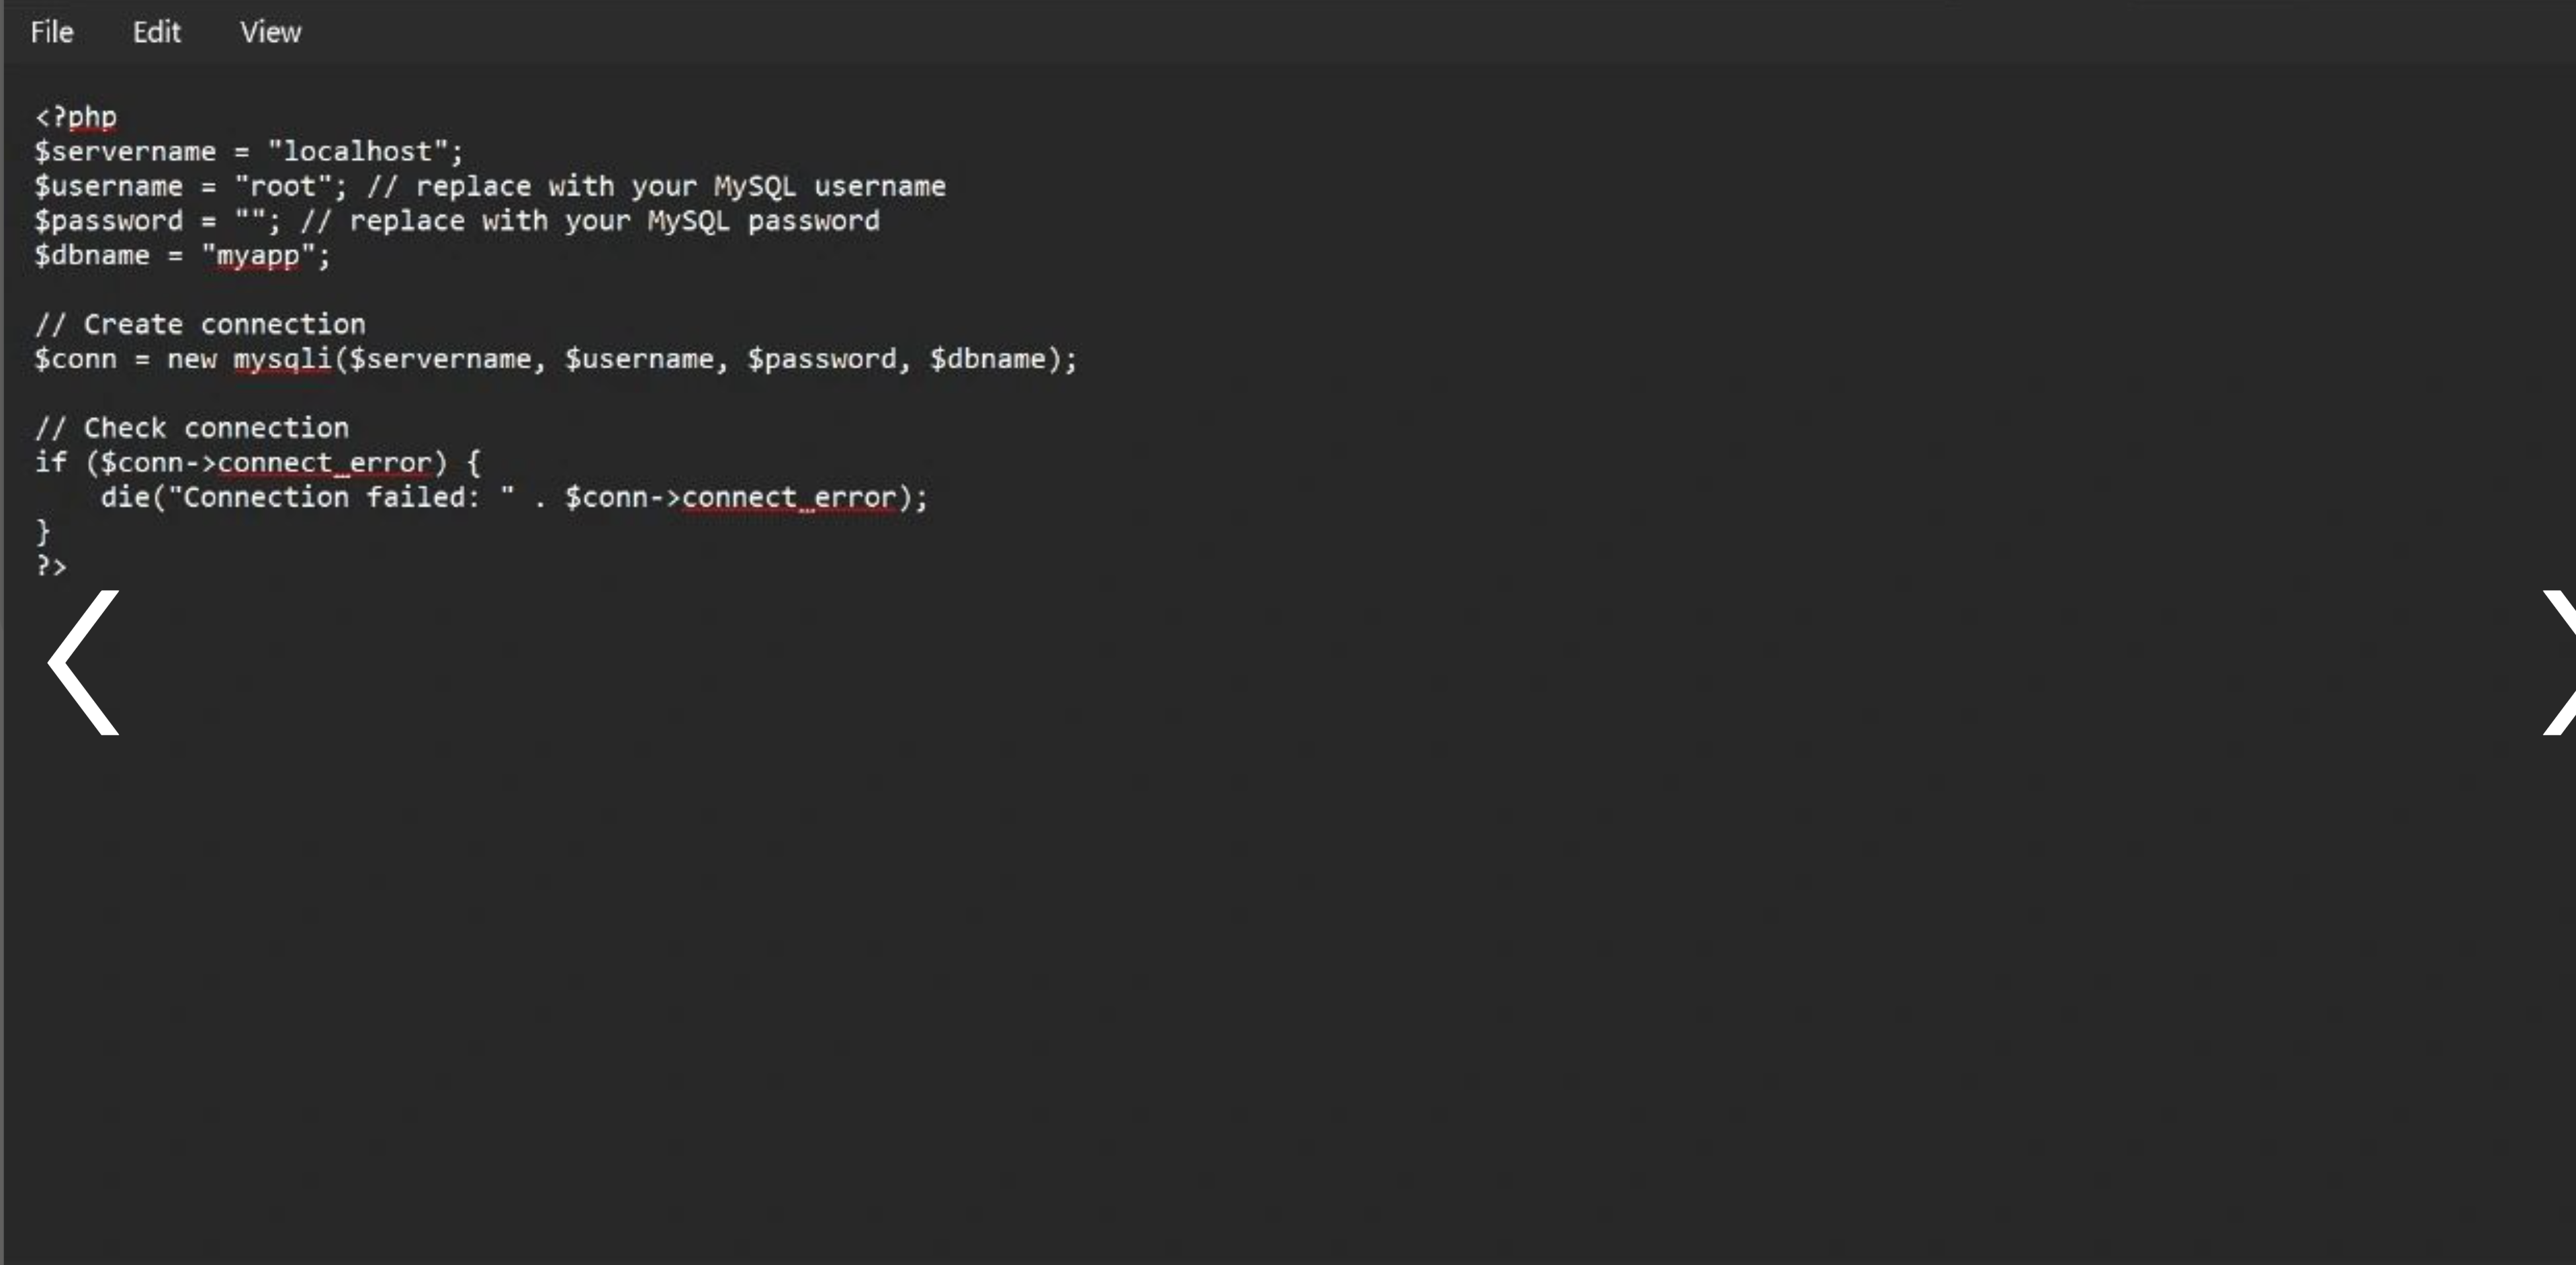 File Edit View
<?php
$servername = "localhost";
$username = "root"; // replace with your MySQL username
$password = ""; // replace with your MySQL password
$dbname = "myapp";
// Create connection
$conn = new mysqli($servername, $username, $password, $dbname);
// Check connection
if ($conn->connect_error) {
    die("Connection failed: " . $conn->connect_error);
}
?>